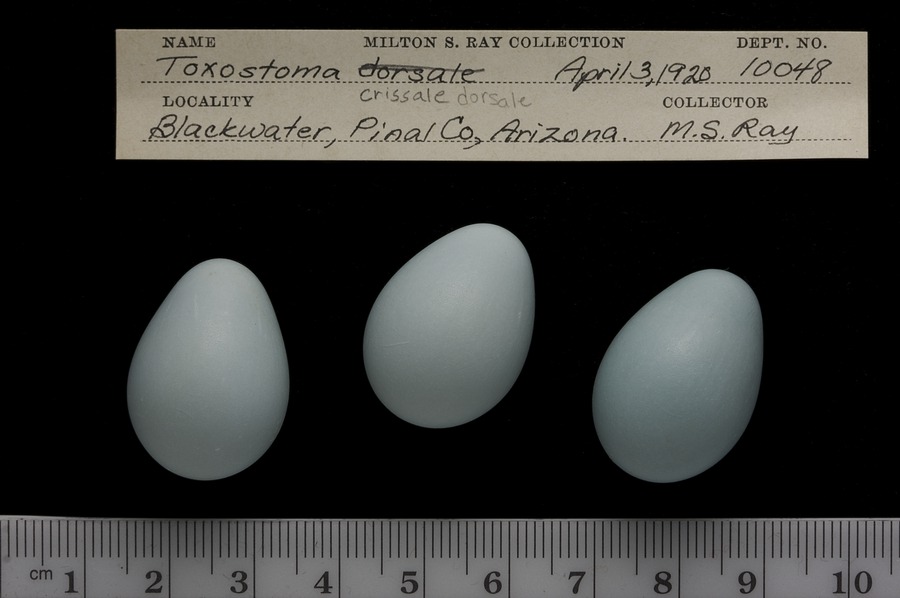 NAME MILTON S. RAY COLLECTION DEPT. NO.
Toxostoma dorsale April 3, 1920 10048
crissale dorsale
LOCALITY COLLECTOR
Blackwater, Pinal Co, Arizona. M.S. Ray
cm 1 2 3 4 5 6 7 8 9 10